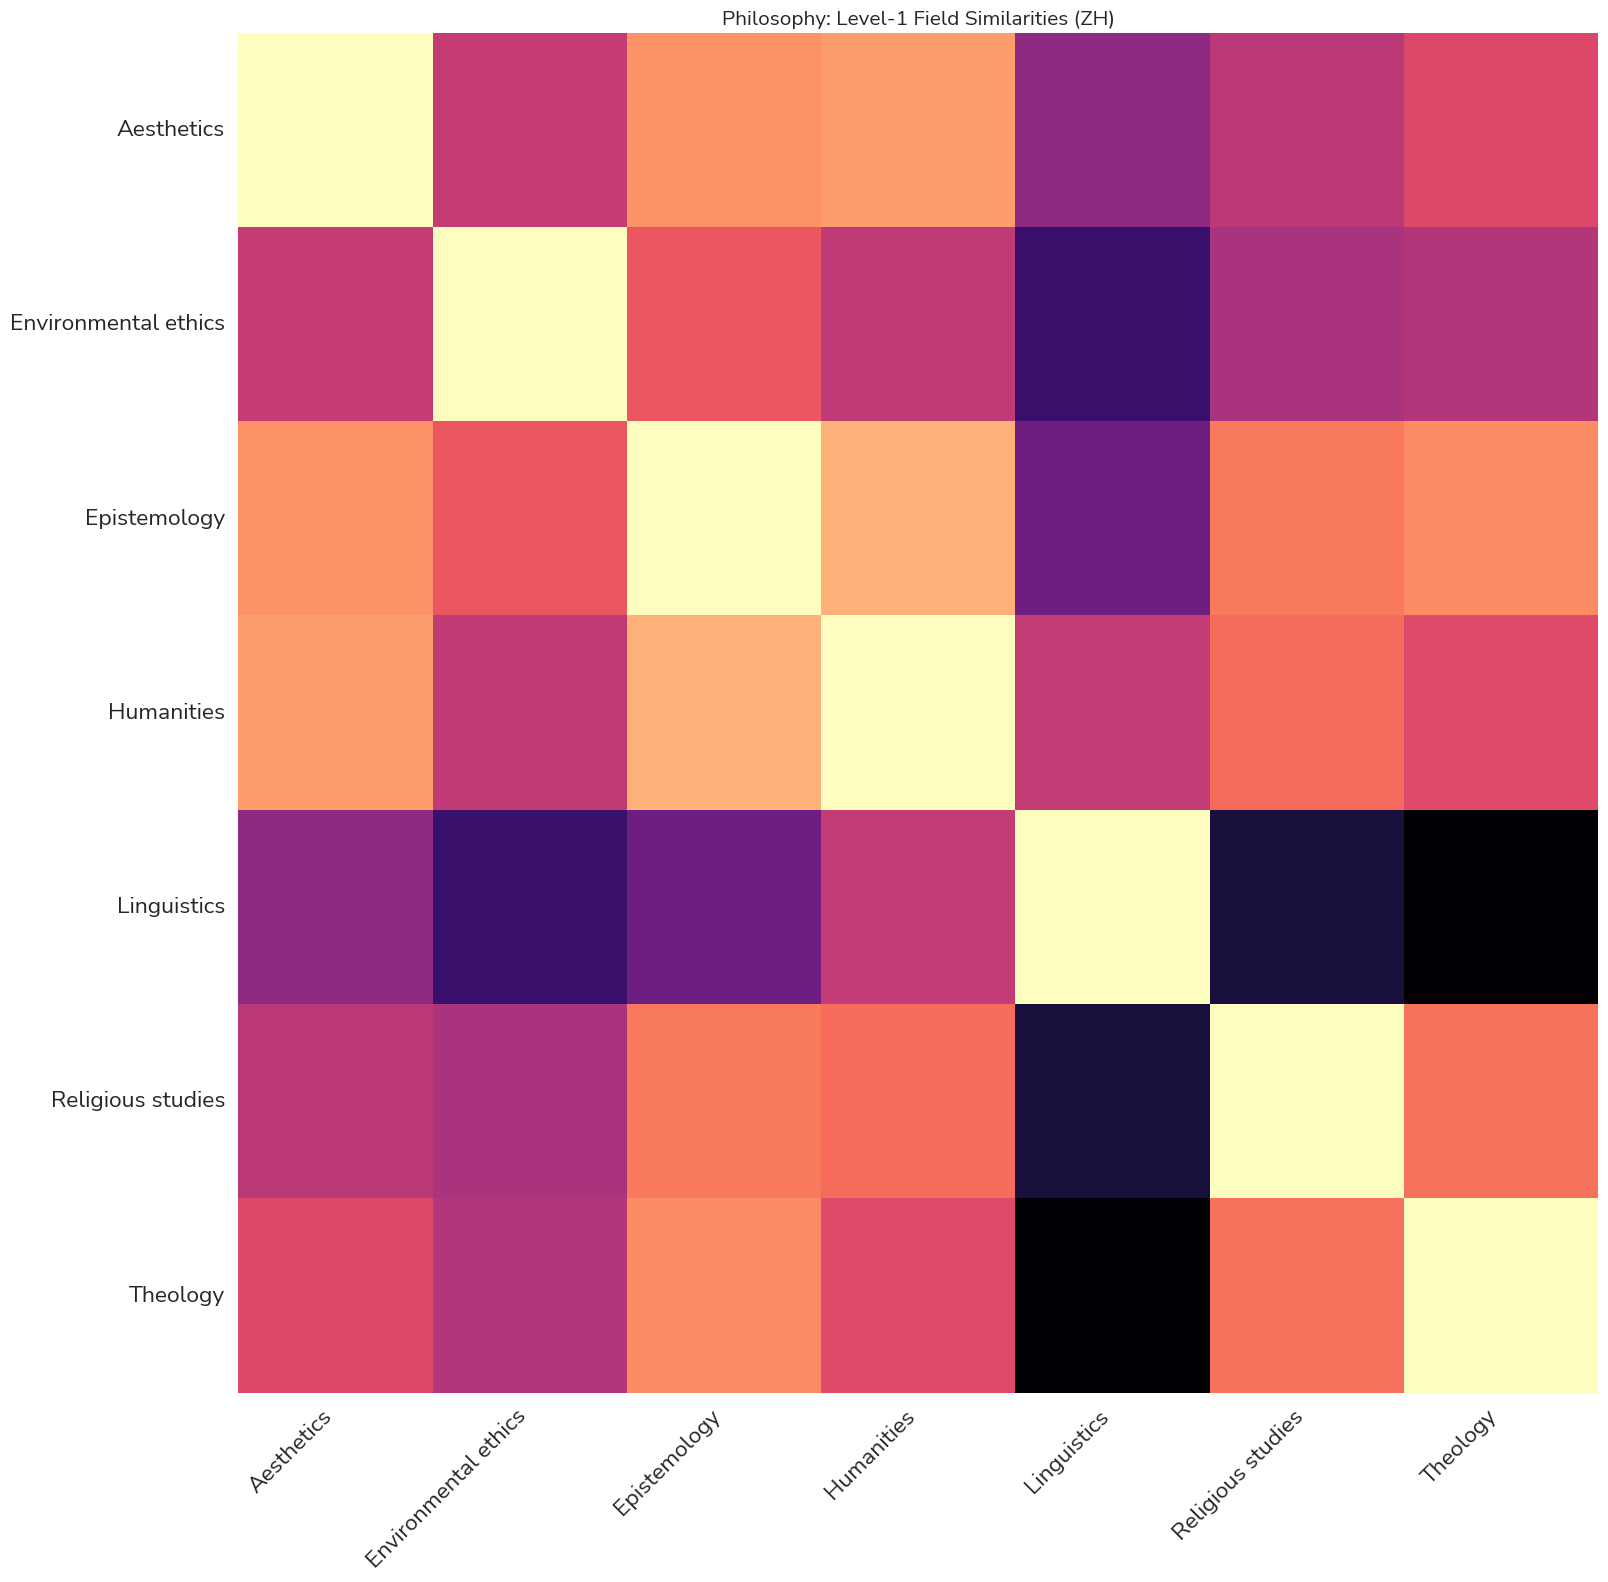 Philosophy: Level-1 Field Similarities (ZH)
Aesthetics
Environmental ethics
Epistemology
Humanities
Linguistics
Religious studies
Theology
Aesthetics
Environmental ethics
Epistemology
Humanities
Linguistics
Religious studies
Theology